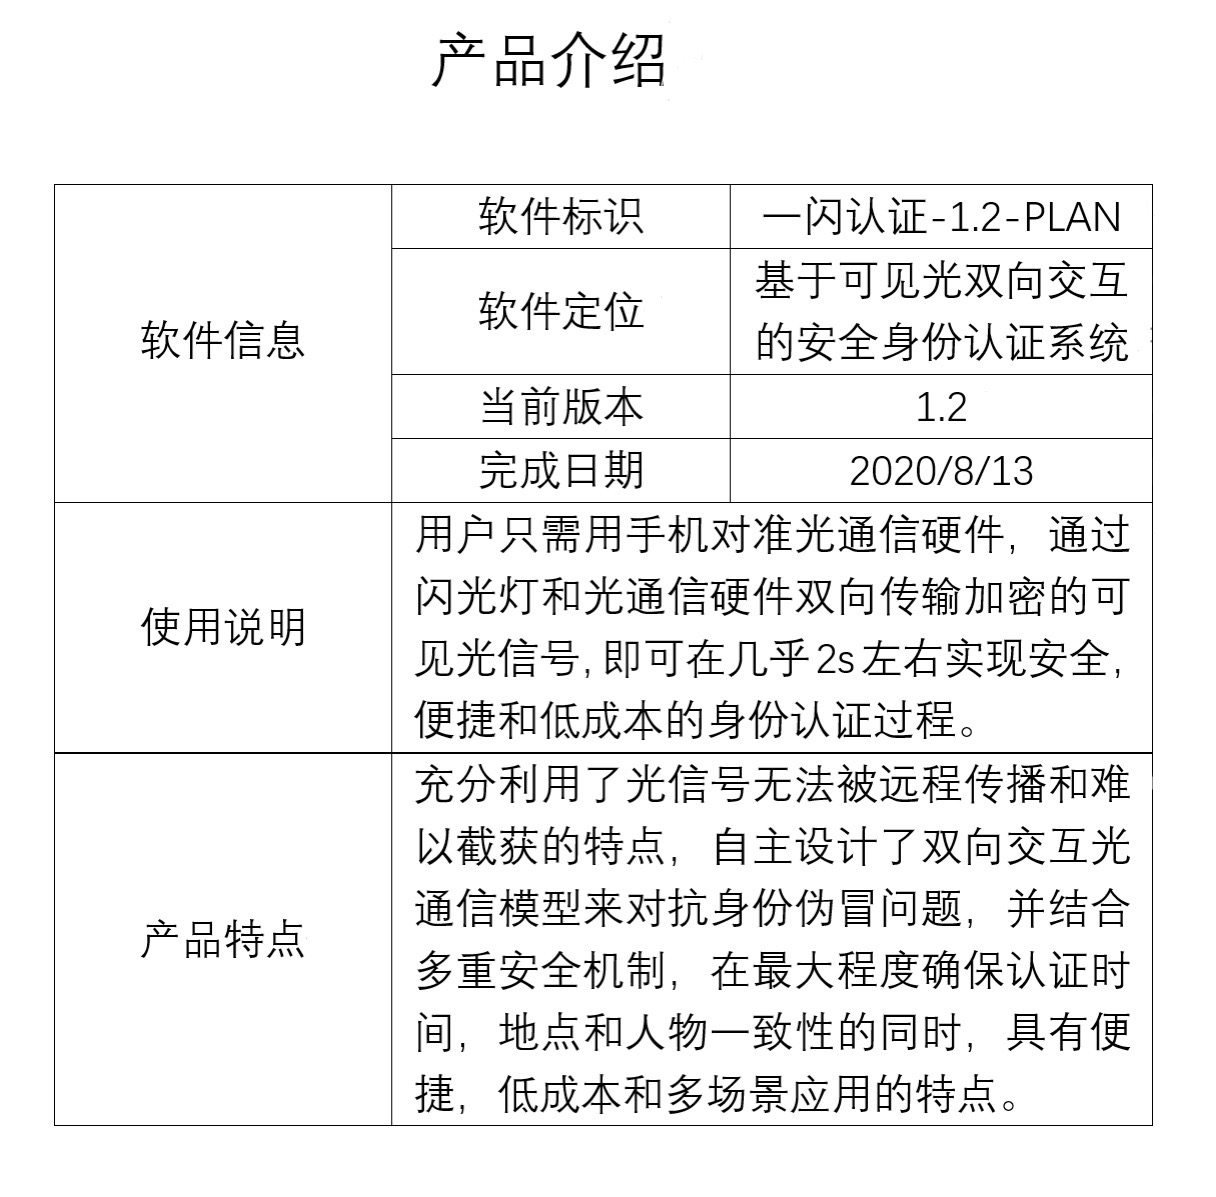 产品介绍
软件信息
软件标识
一闪认证-1.2-PLAN
软件定位
基于可见光双向交互
的安全身份认证系统
当前版本
1.2
完成日期
2020/8/13
使用说明
用户只需用手机对准光通信硬件，通过
闪光灯和光通信硬件双向传输加密的可
见光信号，即可在几乎2s左右实现安全，
便捷和低成本的身份认证过程。
产品特点
充分利用了光信号无法被远程传播和难
以截获的特点，自主设计了双向交互光
通信模型来对抗身份伪冒问题，并结合
多重安全机制，在最大程度确保认证时
间，地点和人物一致性的同时，具有便
捷，低成本和多场景应用的特点。